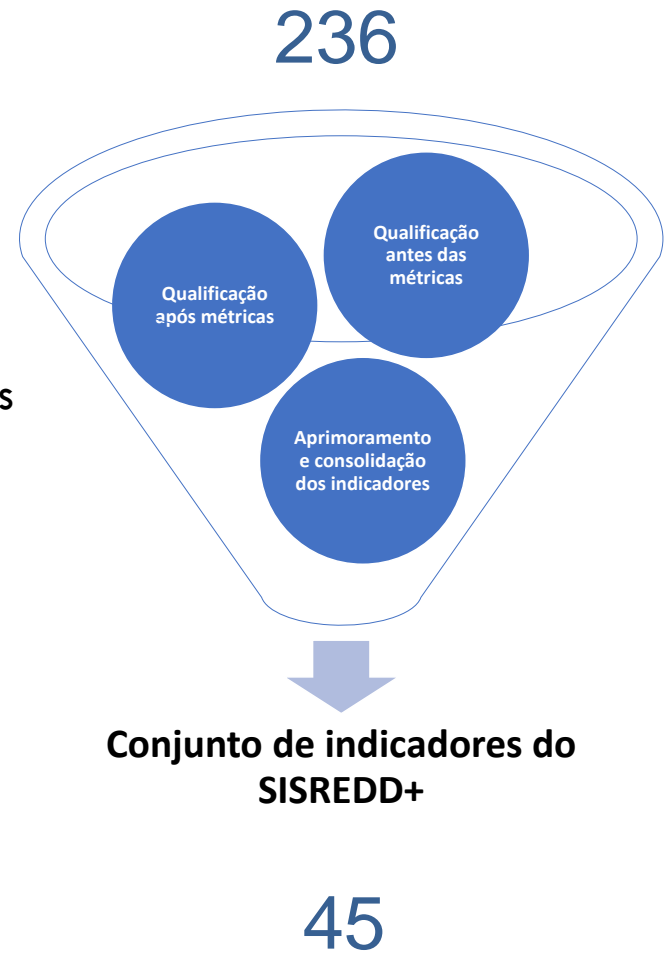 236
Qualificação
antes das
métricas
Qualificação
após métricas
s
Aprimoramento
e consolidação
dos indicadores
Conjunto de indicadores do
SISREDD+
45